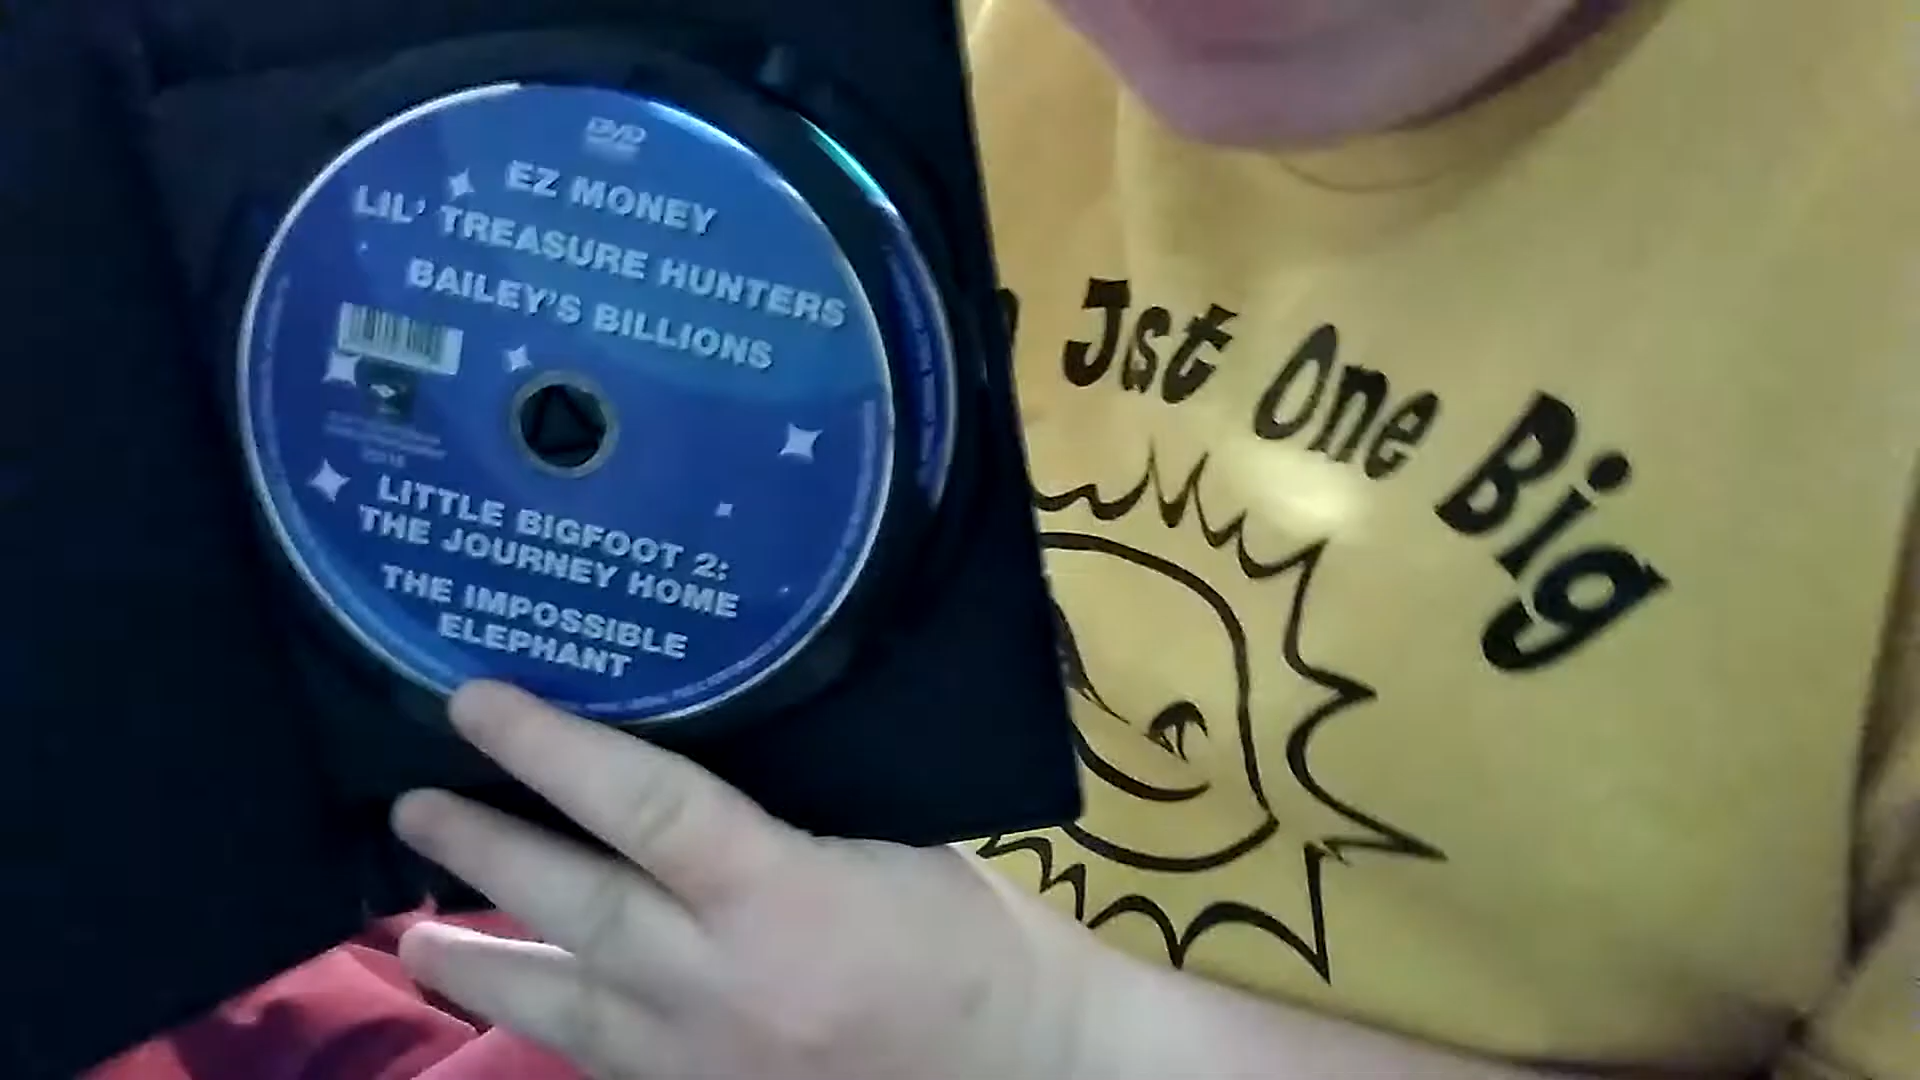 DVD
EZ MONEY
LIL' TREASURE HUNTERS
BAILEY'S BILLIONS
LITTLE BIGFOOT 2:
THE JOURNEY HOME
THE IMPOSSIBLE
ELEPHANT
Jst One Big